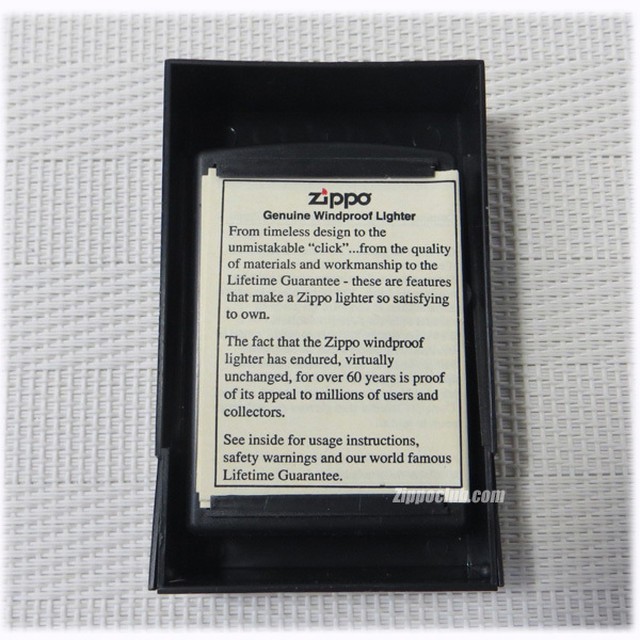 zippo
Genuine Windproof Lighter
From timeless design to the
unmistakable “click”...from the quality
of materials and workmanship to the
Lifetime Guarantee - these are features
that make a Zippo lighter so satisfying
to own.
The fact that the Zippo windproof
lighter has endured, virtually
unchanged, for over 60 years is proof
of its appeal to millions of users and
collectors.
See inside for usage instructions,
safety warnings and our world famous
Lifetime Guarantee.
ZippoClub.com